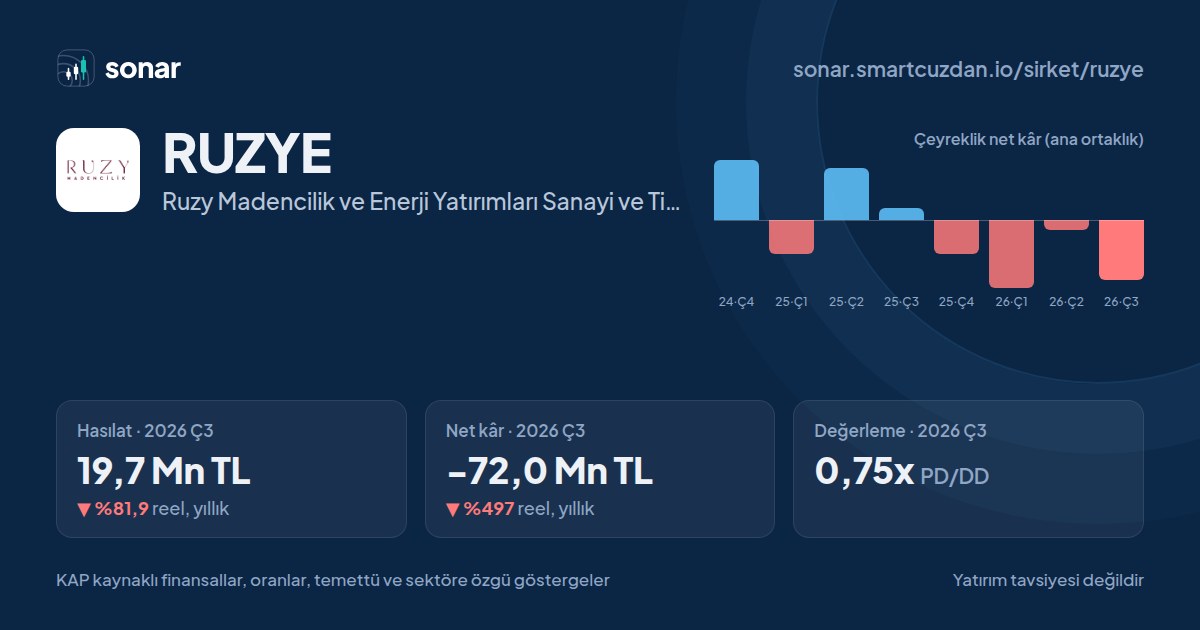 sonar
sonar.smartcuzdan.io/sirket/ruzye
RUZY
MADENCİLİK
RUZYE
Ruzy Madencilik ve Enerji Yatırımları Sanayi ve Ti...
Çeyreklik net kâr (ana ortaklık)
24·Ç4 25·Ç1 25·Ç2 25·Ç3 25·Ç4 26·Ç1 26·Ç2 26·Ç3
Hasılat · 2026 Ç3
19,7 Mn TL
▼ %81,9 reel, yıllık
Net kâr · 2026 Ç3
−72,0 Mn TL
▼ %497 reel, yıllık
Değerleme · 2026 Ç3
0,75x PD/DD
KAP kaynaklı finansallar, oranlar, temettü ve sektöre özgü göstergeler
Yatırım tavsiyesi değildir